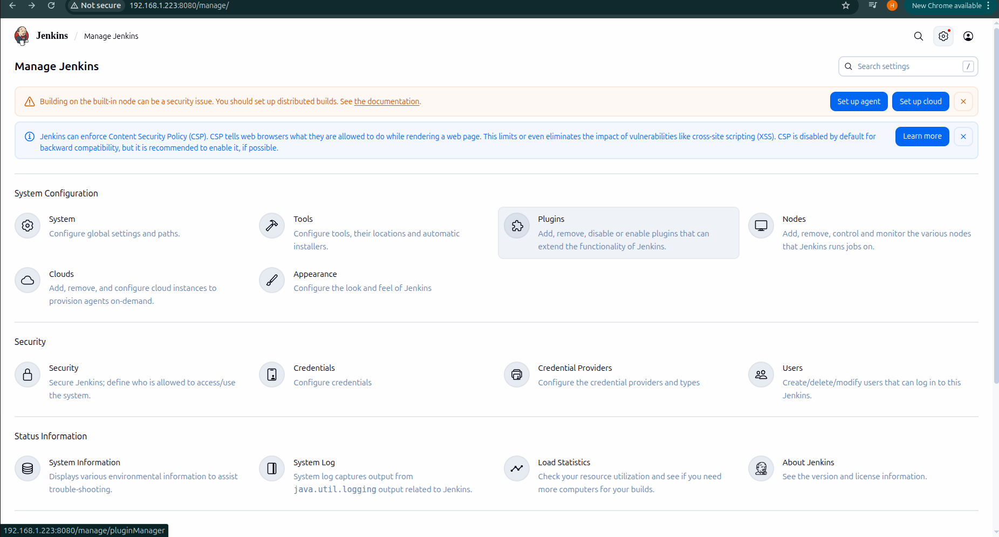 Not secure 192.168.1.223:8080/manage/ H New Chrome available
Jenkins / Manage Jenkins
Manage Jenkins
Search settings /
Building on the built-in node can be a security issue. You should set up distributed builds. See the documentation.
Set up agent Set up cloud
Jenkins can enforce Content Security Policy (CSP). CSP tells web browsers what they are allowed to do while rendering a web page. This limits or even eliminates the impact of vulnerabilities like cross-site scripting (XSS). CSP is disabled by default for
backward compatibility, but it is recommended to enable it, if possible.
Learn more
System Configuration
System
Configure global settings and paths.
Tools
Configure tools, their locations and automatic
installers.
Plugins
Add, remove, disable or enable plugins that can
extend the functionality of Jenkins.
Nodes
Add, remove, control and monitor the various nodes
that Jenkins runs jobs on.
Clouds
Add, remove, and configure cloud instances to
provision agents on-demand.
Appearance
Configure the look and feel of Jenkins
Security
Security
Secure Jenkins; define who is allowed to access/use
the system.
Credentials
Configure credentials
Credential Providers
Configure the credential providers and types
Users
Create/delete/modify users that can log in to this
Jenkins.
Status Information
System Information
Displays various environmental information to assist
trouble-shooting.
System Log
System log captures output from
java.util.logging output related to Jenkins.
Load Statistics
Check your resource utilization and see if you need
more computers for your builds.
About Jenkins
See the version and license information.
192.168.1.223:8080/manage/pluginManager